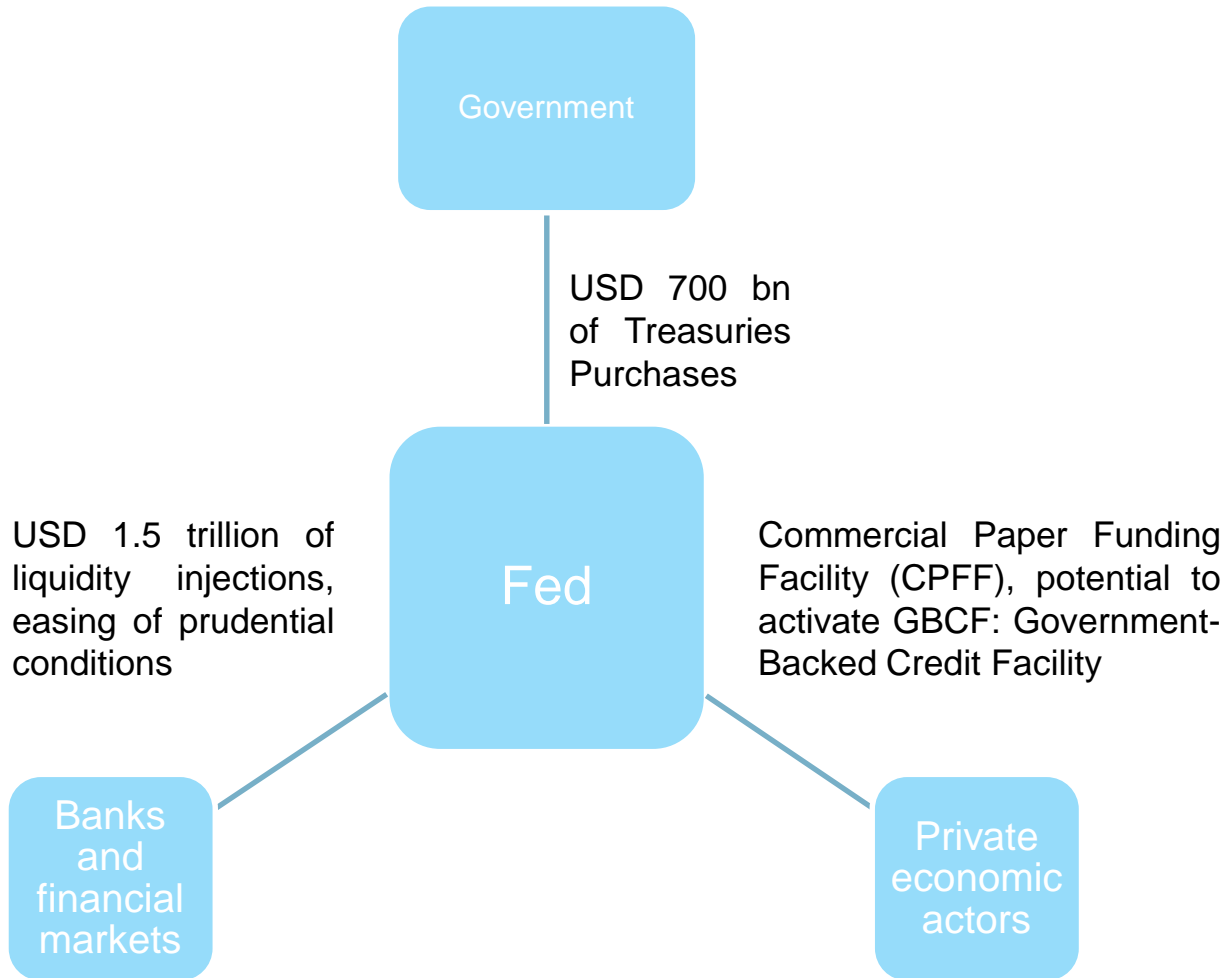 Government
USD 700 bn
of Treasuries
Purchases
USD 1.5 trillion of
liquidity injections,
easing of prudential
conditions
Fed
Commercial Paper Funding
Facility (CPFF), potential to
activate GBCF: Government-
Backed Credit Facility
Banks
and
financial
markets
Private
economic
actors